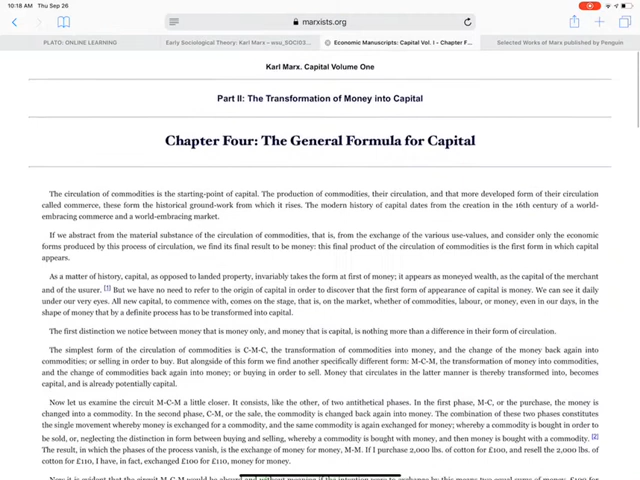 10:18 AM Thu Sep 26
marxists.org
PLATO: ONLINE LEARNING
Early Sociological Theory: Karl Marx – wsu_SOCI03...
Economic Manuscripts: Capital Vol. I - Chapter F...
Selected Works of Marx published by Penguin
Karl Marx. Capital Volume One
Part II: The Transformation of Money into Capital
Chapter Four: The General Formula for Capital
The circulation of commodities is the starting-point of capital. The production of commodities, their circulation, and that more developed form of their circulation
called commerce, these form the historical ground-work from which it rises. The modern history of capital dates from the creation in the 16th century of a world-
embracing commerce and a world-embracing market.
If we abstract from the material substance of the circulation of commodities, that is, from the exchange of the various use-values, and consider only the economic
forms produced by this process of circulation, we find its final result to be money: this final product of the circulation of commodities is the first form in which capital
appears.
As a matter of history, capital, as opposed to landed property, invariably takes the form at first of money; it appears as moneyed wealth, as the capital of the merchant
and of the usurer. [1] But we have no need to refer to the origin of capital in order to discover that the first form of appearance of capital is money. We can see it daily
under our very eyes. All new capital, to commence with, comes on the stage, that is, on the market, whether of commodities, labour, or money, even in our days, in the
shape of money that by a definite process has to be transformed into capital.
The first distinction we notice between money that is money only, and money that is capital, is nothing more than a difference in their form of circulation.
The simplest form of the circulation of commodities is C-M-C, the transformation of commodities into money, and the change of the money back again into
commodities; or selling in order to buy. But alongside of this form we find another specifically different form: M-C-M, the transformation of money into commodities,
and the change of commodities back again into money; or buying in order to sell. Money that circulates in the latter manner is thereby transformed into, becomes
capital, and is already potentially capital.
Now let us examine the circuit M-C-M a little closer. It consists, like the other, of two antithetical phases. In the first phase, M-C, or the purchase, the money is
changed into a commodity. In the second phase, C-M, or the sale, the commodity is changed back again into money. The combination of these two phases constitutes
the single movement whereby money is exchanged for a commodity, and the same commodity is again exchanged for money; whereby a commodity is bought in order to
be sold, or, neglecting the distinction in form between buying and selling, whereby a commodity is bought with money, and then money is bought with a commodity. [2]
The result, in which the phases of the process vanish, is the exchange of money for money, M-M. If I purchase 2,000 lbs. of cotton for £100, and resell the 2,000 lbs. of
cotton for £110, I have, in fact, exchanged £100 for £110, money for money.